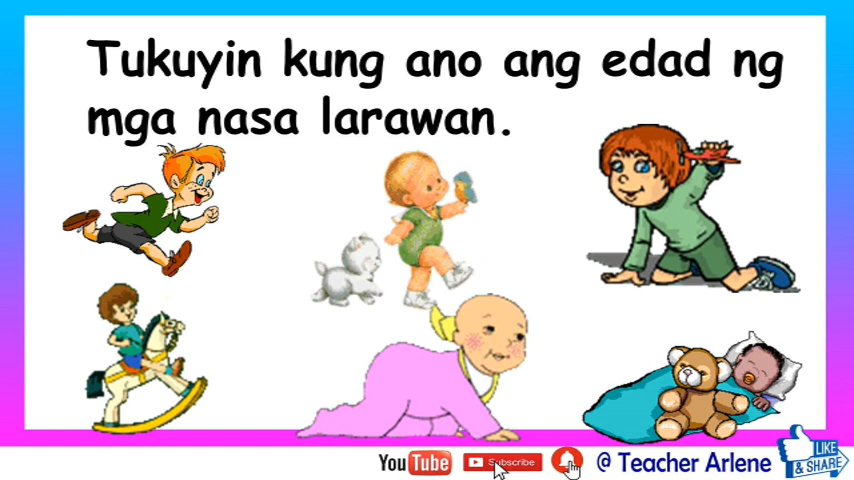 Tukuyin kung ano ang edad ng
mga nasa larawan.
YouTube Subscribe @ Teacher Arlene LIKE
& SHARE